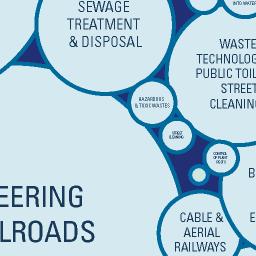 INTO WATER
SEWAGE
TREATMENT
& DISPOSAL
WASTE
TECHNOLOG
PUBLIC TOIL
STREET
CLEANING
HAZARDOUS
& TOXIC WASTES
STREET
CLEANING
CONTROL
OF PLANT
PESTS
B
EERING
LROADS
CABLE &
AERIAL
RAILWAYS
E